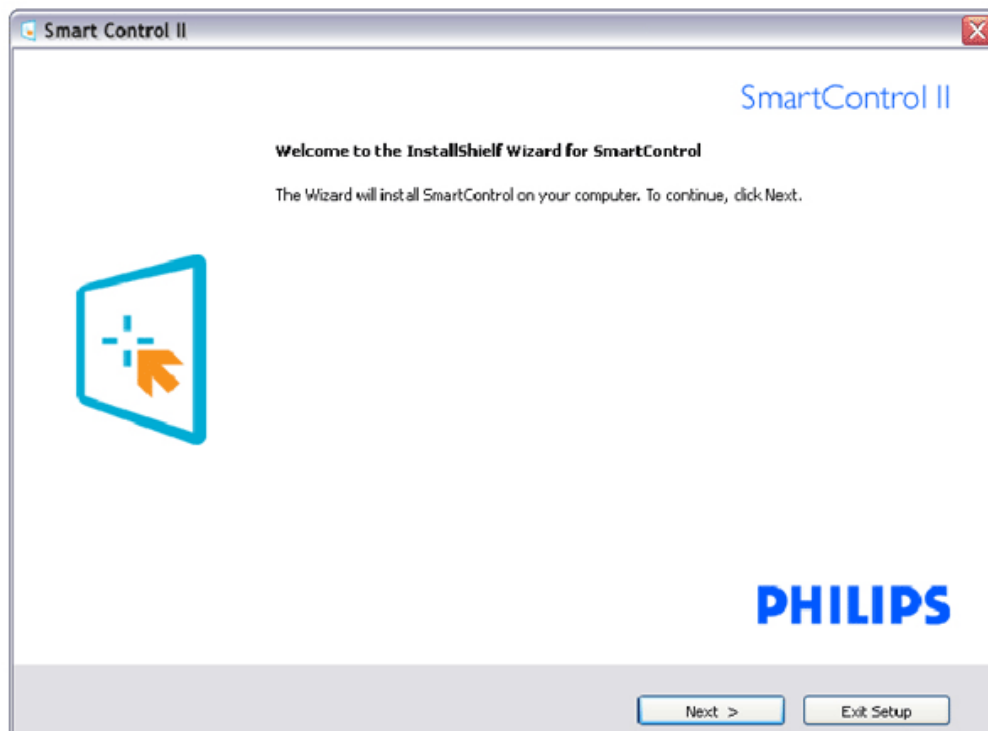 Smart Control II
SmartControl II
Welcome to the InstallShield Wizard for SmartControl
The Wizard will install SmartControl on your computer. To continue, click Next.
PHILIPS
Next >
Exit Setup